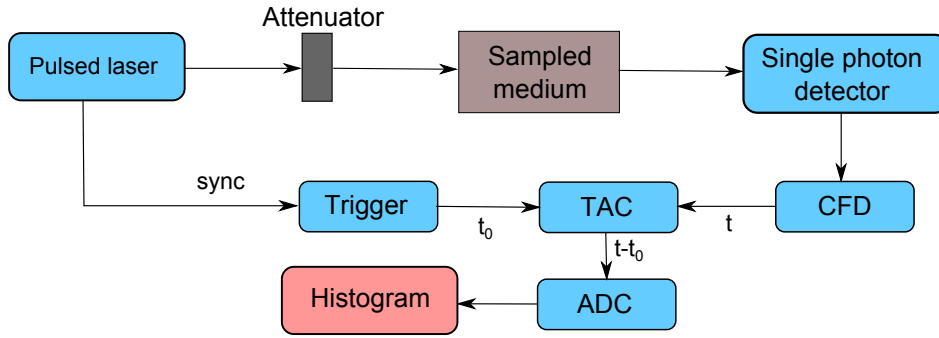 Attenuator
Pulsed laser
Sampled
medium
Single photon
detector
sync
Trigger
t₀
TAC
t
CFD
t-t₀
Histogram
ADC